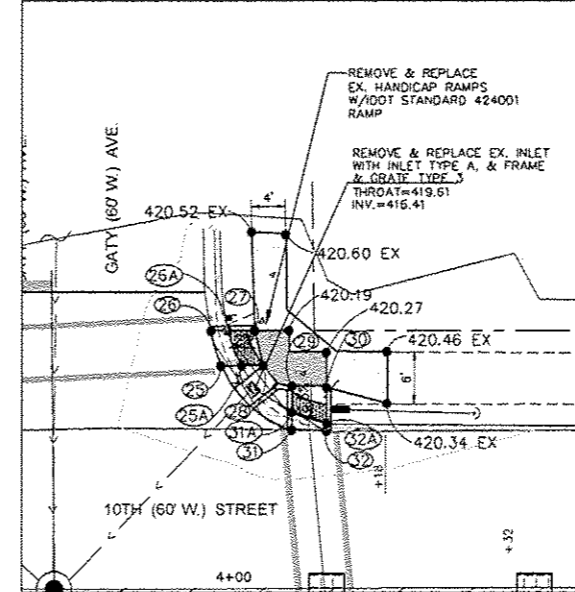 REMOVE & REPLACE
EX. HANDICAP RAMPS
W/IDOT STANDARD 424001
RAMP
REMOVE & REPLACE EX. INLET
WITH INLET TYPE A, & FRAME
& GRATE TYPE 3
THROAT=419.61
INV.=416.41
GATY (60' W.) AVE.
4'
420.52 EX
420.60 EX
26A
27
420.19
420.27
26
29
30
420.46 EX
25
6'
25A
28
31A
32A
420.34 EX
31
32
+18
10TH (60' W.) STREET
+32
4+00